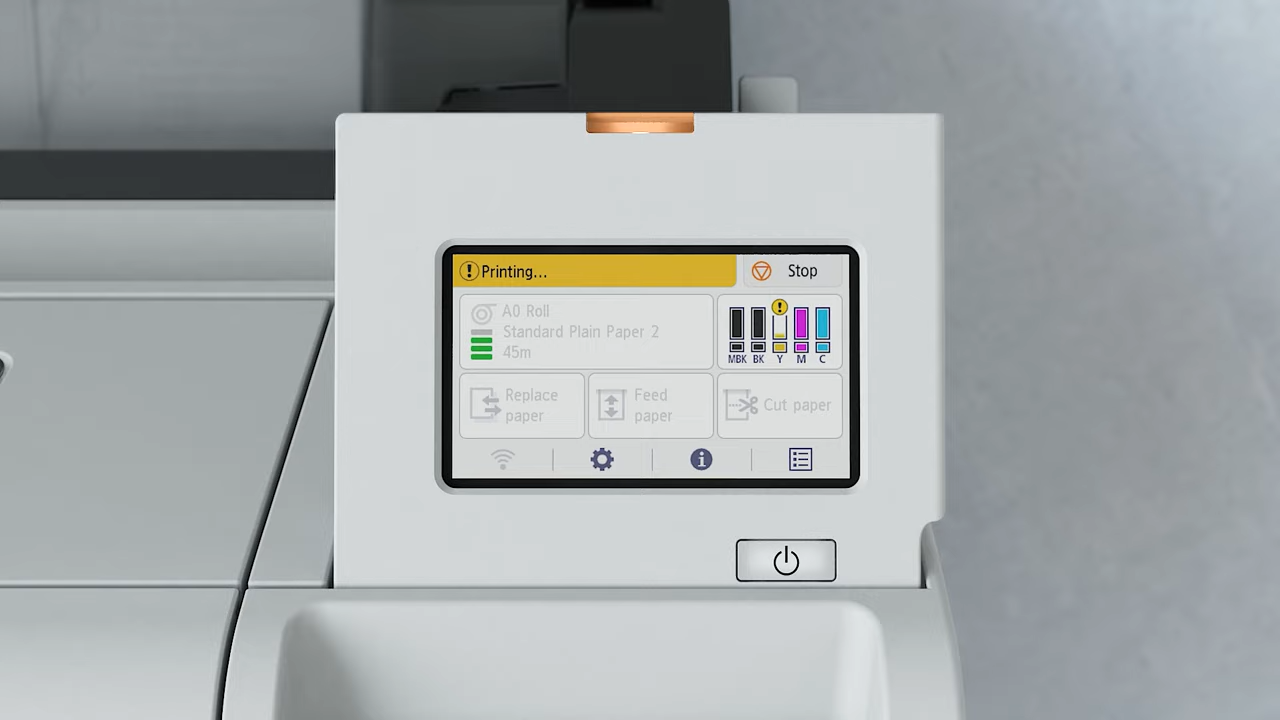 Printing...
Stop
A0 Roll
Standard Plain Paper 2
45m
MBK BK Y M C
Replace
paper
Feed
paper
Cut paper